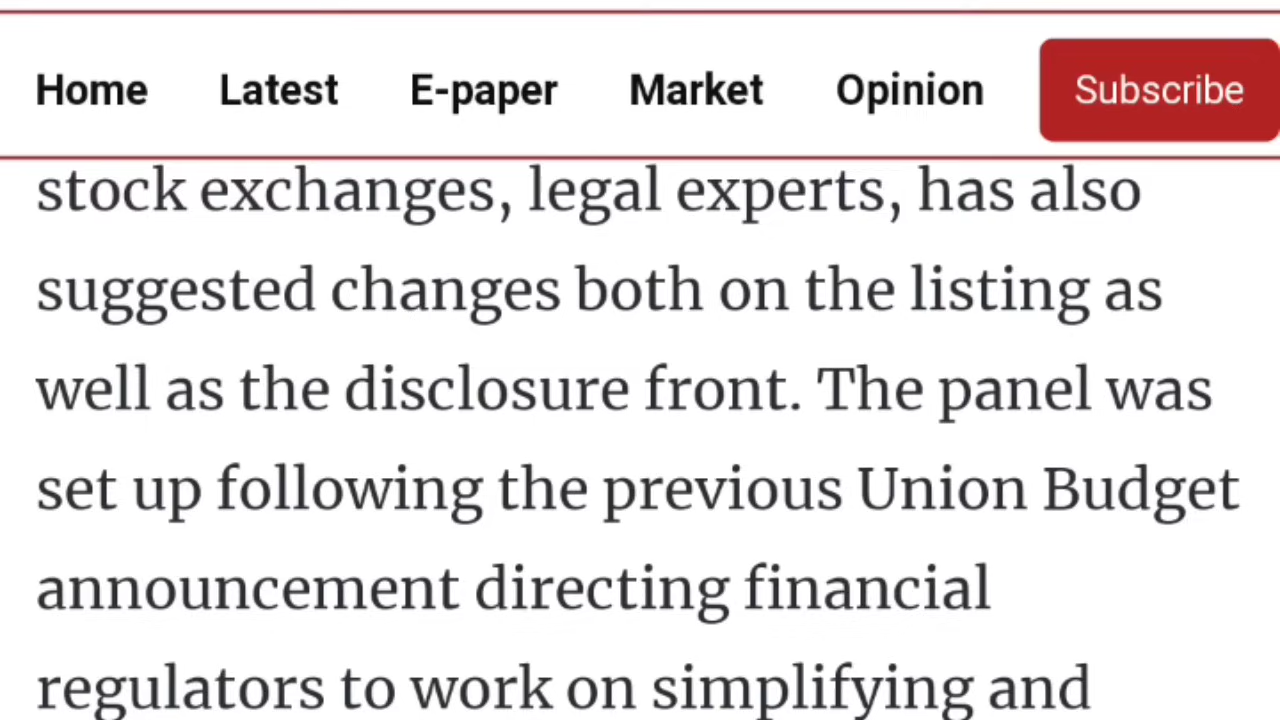 Home Latest E-paper Market Opinion Subscribe
stock exchanges, legal experts, has also
suggested changes both on the listing as
well as the disclosure front. The panel was
set up following the previous Union Budget
announcement directing financial
regulators to work on simplifying and